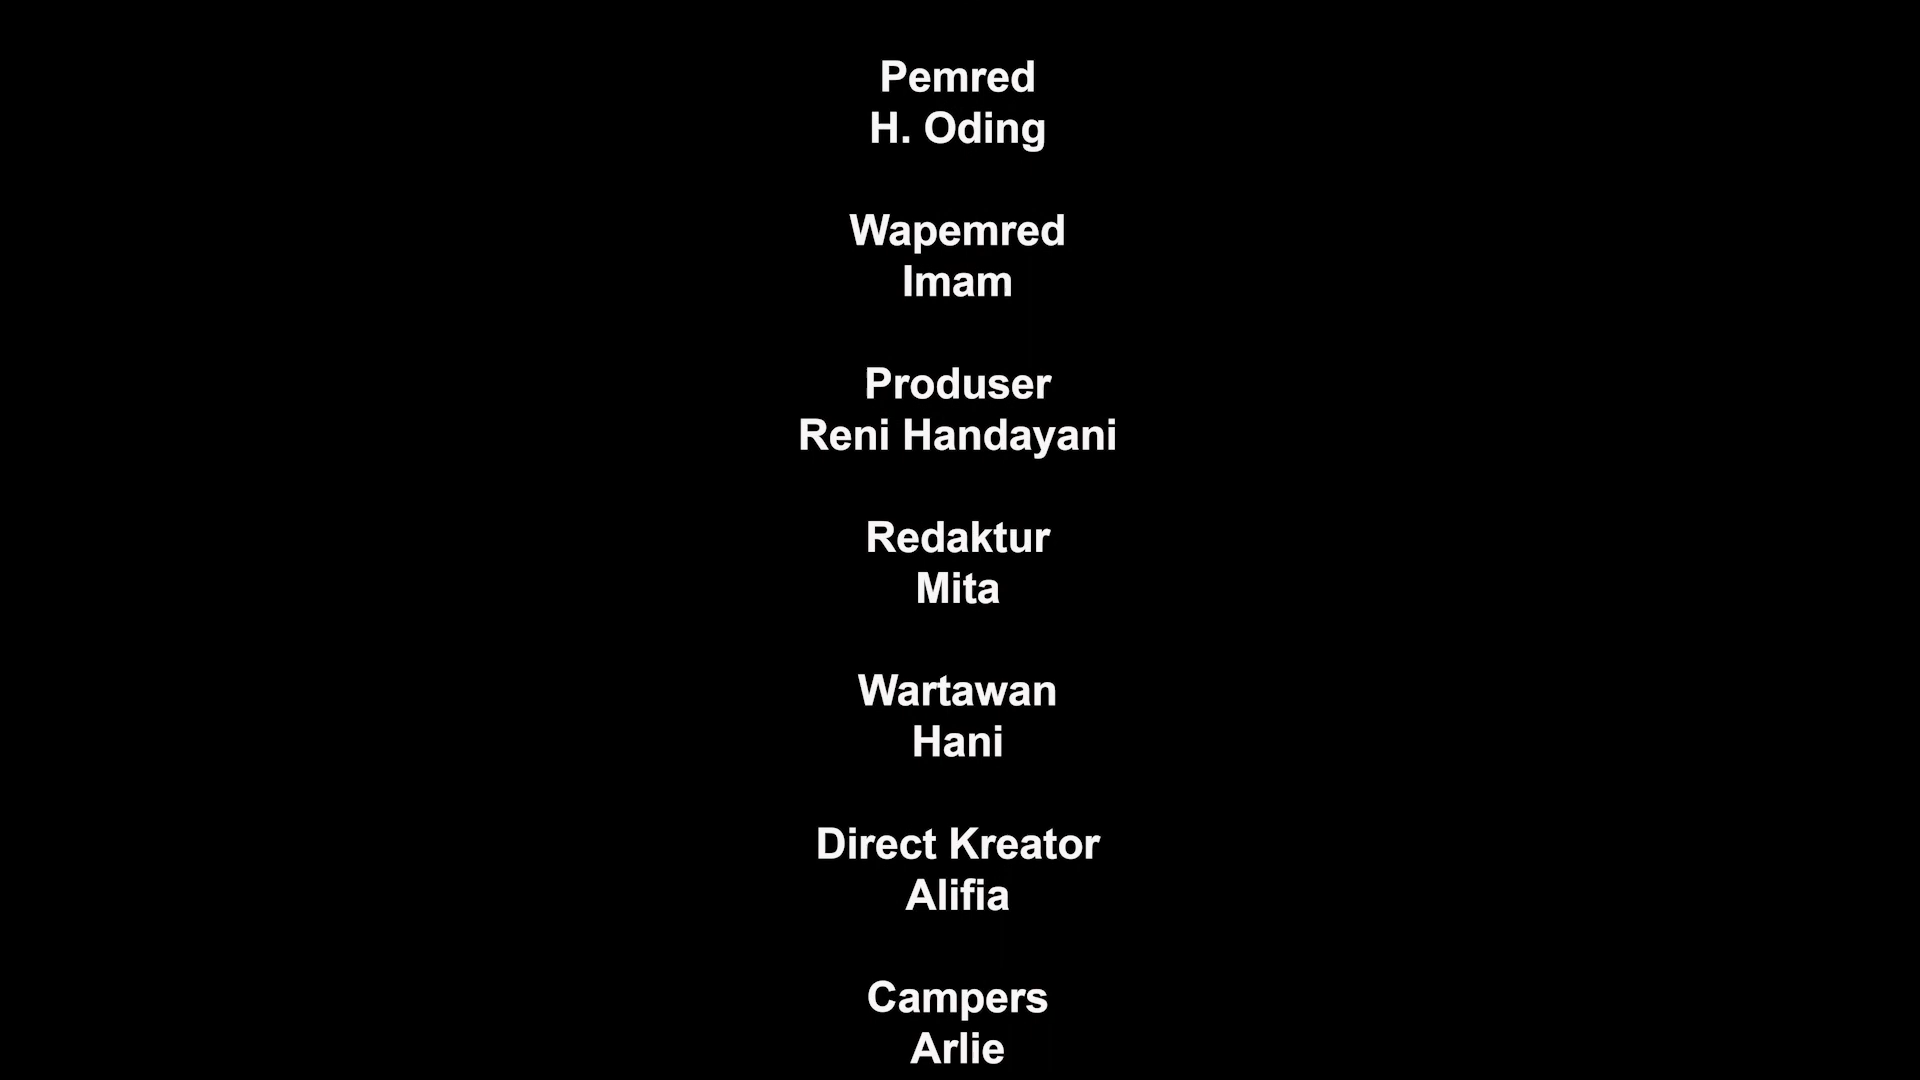 Pemred
H. Oding
Wapemred
Imam
Produser
Reni Handayani
Redaktur
Mita
Wartawan
Hani
Direct Kreator
Alifia
Campers
Arlie